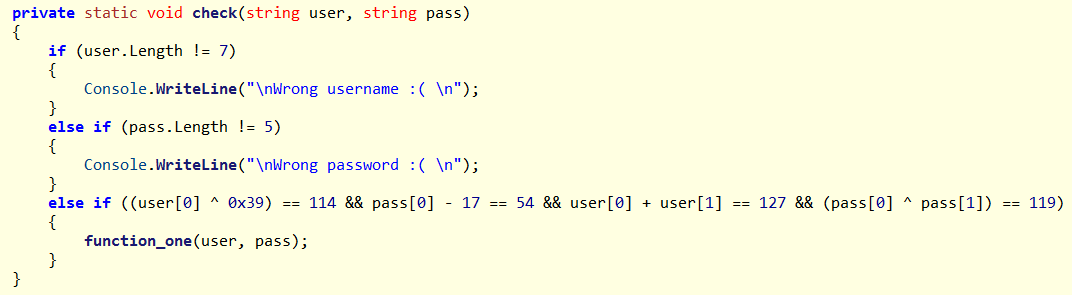 private static void check(string user, string pass)
{
    if (user.Length != 7)
    {
        Console.WriteLine("\nWrong username :( \n");
    }
    else if (pass.Length != 5)
    {
        Console.WriteLine("\nWrong password :( \n");
    }
    else if ((user[0] ^ 0x39) == 114 && pass[0] - 17 == 54 && user[0] + user[1] == 127 && (pass[0] ^ pass[1]) == 119)
    {
        function_one(user, pass);
    }
}